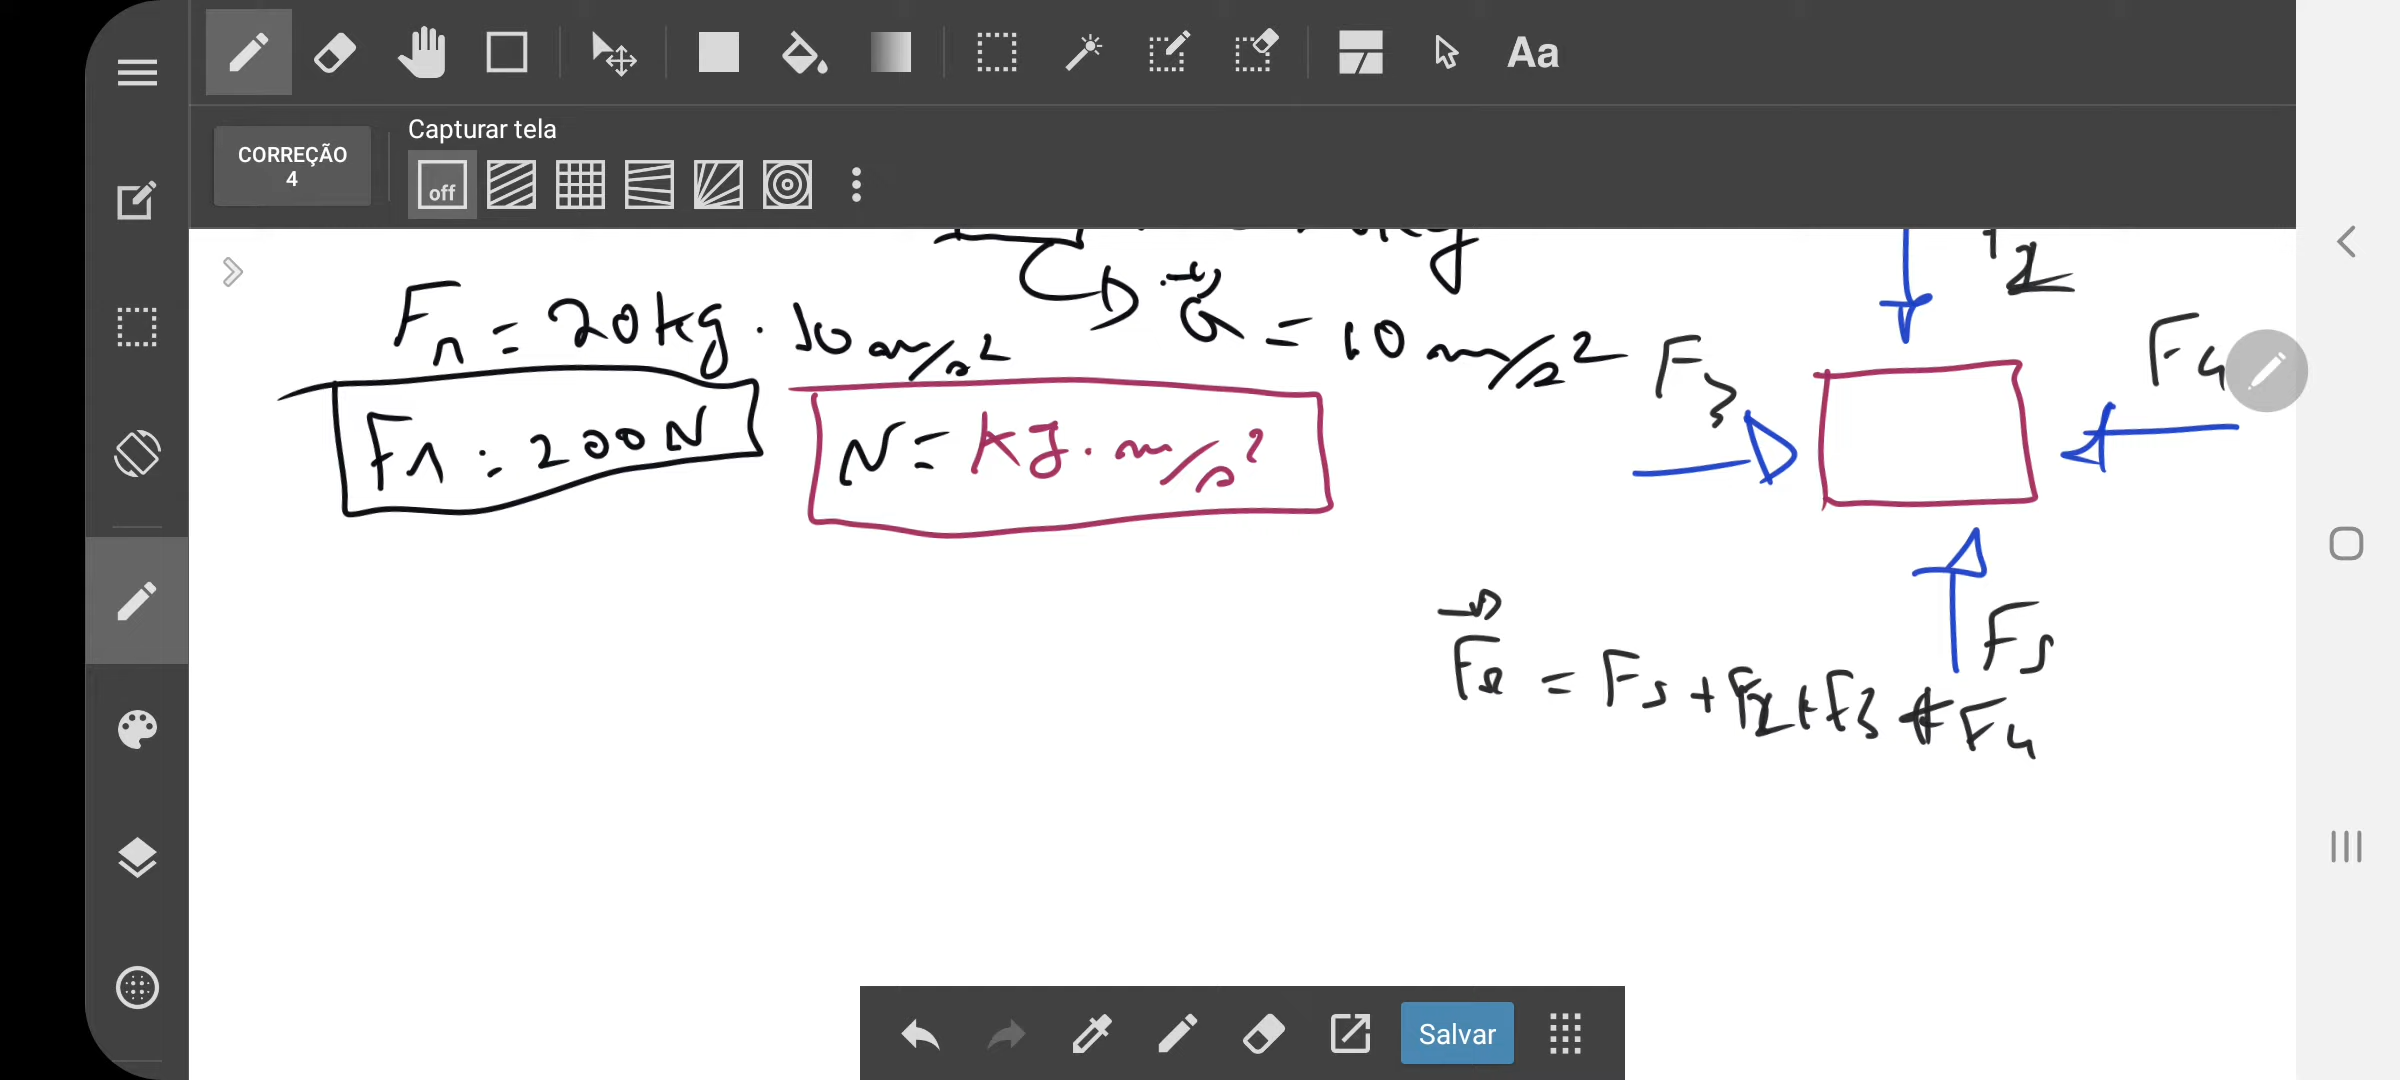 Aa
Capturar tela
CORREÇÃO
4
off
2
Fn = 20kg . 10 m/s²
a = 10 m/s²
F3
F4
Fn = 200N
N = kg . m/s²
F5
FR = F5 + F2 + F3 + F4
Salvar